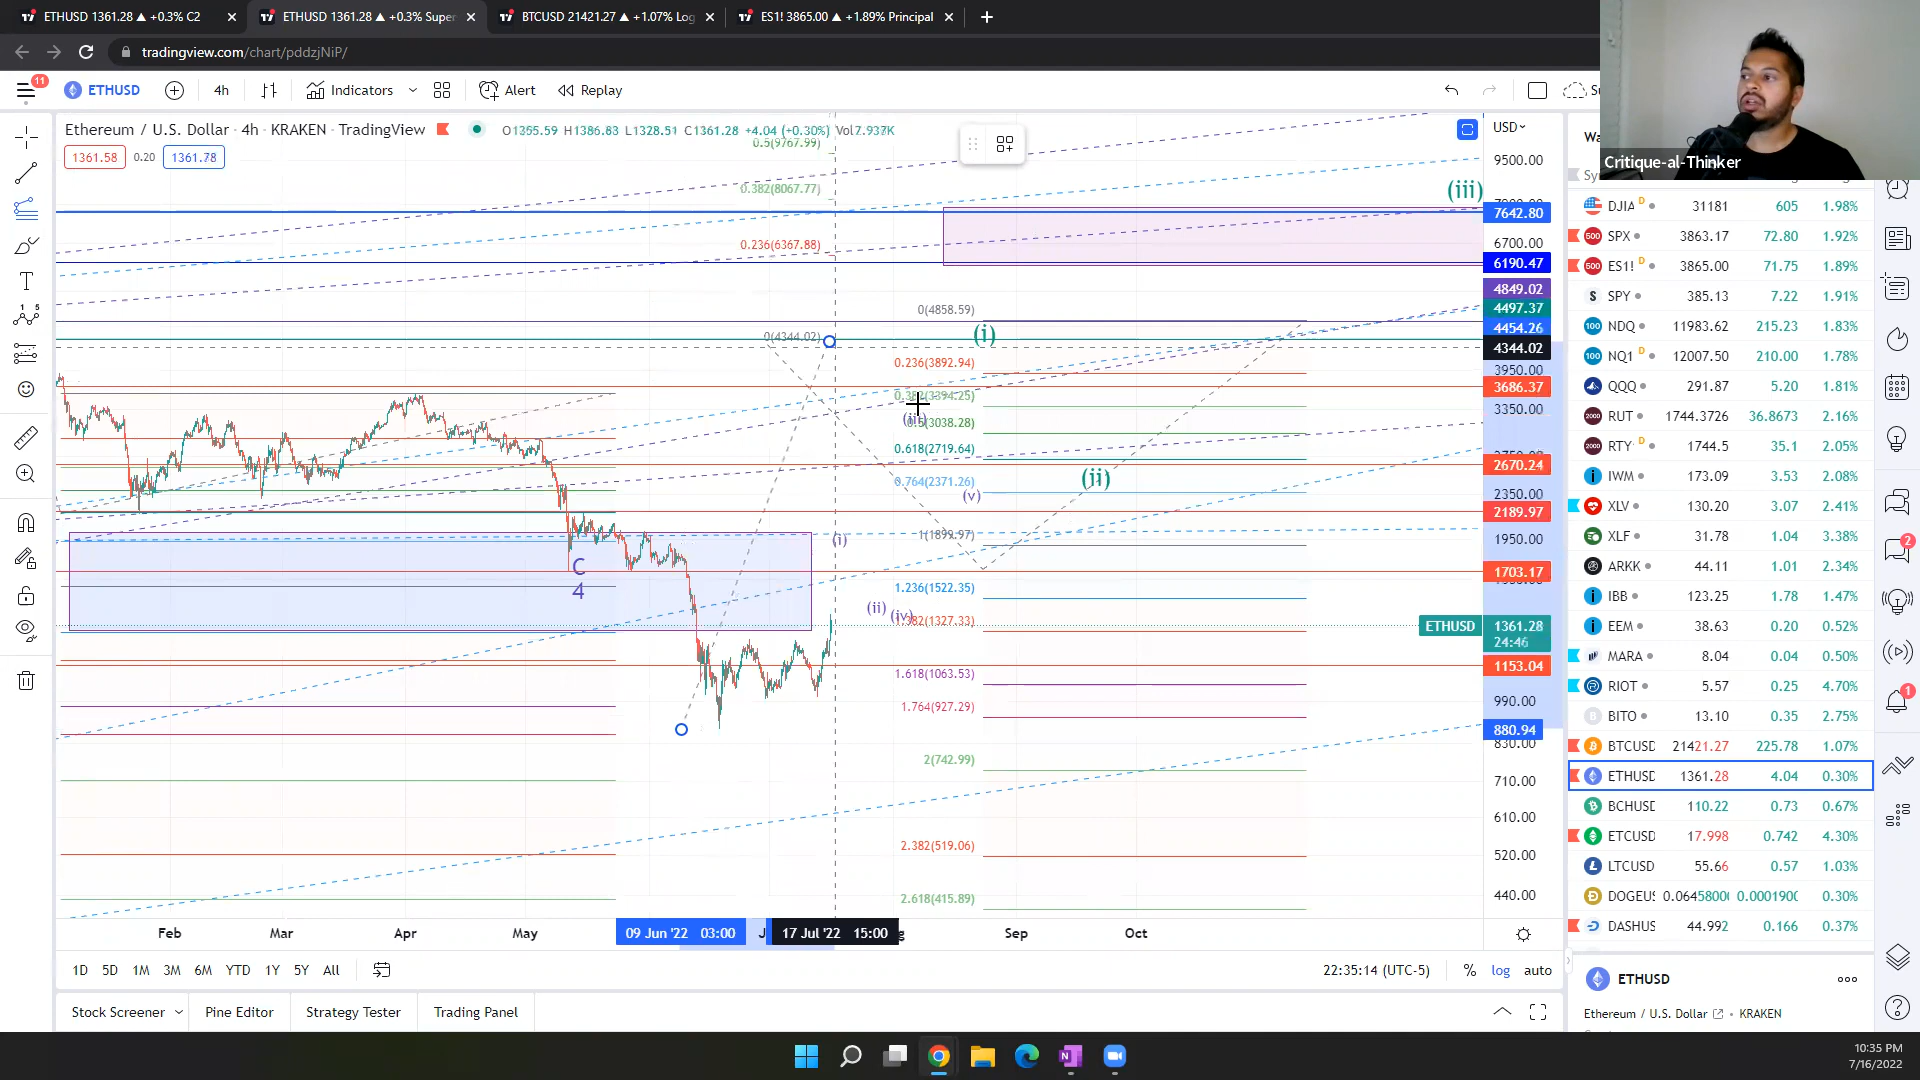 ETHUSD 1361.28 ▲ +0.3% C2
ETHUSD 1361.28 ▲ +0.3% Super
BTCUSD 21421.27 ▲ +1.07% Log
ES1! 3865.00 ▲ +1.89% Principal
tradingview.com/chart/pddzjNiP/
11
ETHUSD
4h
Indicators
Alert
Replay
Ethereum / U.S. Dollar · 4h · KRAKEN · TradingView
O1355.59 H1386.83 L1328.51 C1361.28 +4.04 (+0.30%) Vol7.937K
1361.58
0.20
1361.78
USD
Critique-al-Thinker
0.5(9767.99)
0.382(8067.77)
0.236(6367.88)
0(4344.02)
0(4858.59)
0.236(3892.94)
0.382(3394.25)
0.5(3038.28)
0.618(2719.64)
0.764(2371.26)
1(1899.97)
1.236(1522.35)
1.382(1327.33)
1.618(1063.53)
1.764(927.29)
2(742.99)
2.382(519.06)
2.618(415.89)
(i)
(ii)
(iii)
(v)
(i)
(ii)
(iv)
C
4
9500.00
7642.80
6700.00
6190.47
4849.02
4497.37
4454.26
4344.02
3950.00
3686.37
3350.00
2670.24
2350.00
2189.97
1950.00
1703.17
ETHUSD
1361.28
24:46
1153.04
990.00
880.94
830.00
710.00
610.00
520.00
440.00
Feb
Mar
Apr
May
09 Jun '22 03:00
17 Jul '22 15:00
Sep
Oct
1D
5D
1M
3M
6M
YTD
1Y
5Y
All
22:35:14 (UTC-5)
%
log
auto
Stock Screener
Pine Editor
Strategy Tester
Trading Panel
DJIA D 31181 605 1.98%
SPX 3863.17 72.80 1.92%
ES1! D 3865.00 71.75 1.89%
SPY 385.13 7.22 1.91%
NDQ 11983.62 215.23 1.83%
NQ1 D 12007.50 210.00 1.78%
QQQ 291.87 5.20 1.81%
RUT 1744.3726 36.8673 2.16%
RTY D 1744.5 35.1 2.05%
IWM 173.09 3.53 2.08%
XLV 130.20 3.07 2.41%
XLF 31.78 1.04 3.38%
ARKK 44.11 1.01 2.34%
IBB 123.25 1.78 1.47%
EEM 38.63 0.20 0.52%
MARA 8.04 0.04 0.50%
RIOT 5.57 0.25 4.70%
BITO 13.10 0.35 2.75%
BTCUSD 21421.27 225.78 1.07%
ETHUSD 1361.28 4.04 0.30%
BCHUSD 110.22 0.73 0.67%
ETCUSD 17.998 0.742 4.30%
LTCUSD 55.66 0.57 1.03%
DOGEUS 0.06458000 0.0001900 0.30%
DASHUS 44.992 0.166 0.37%
2
1
ETHUSD
Ethereum / U.S. Dollar · KRAKEN
10:35 PM
7/16/2022